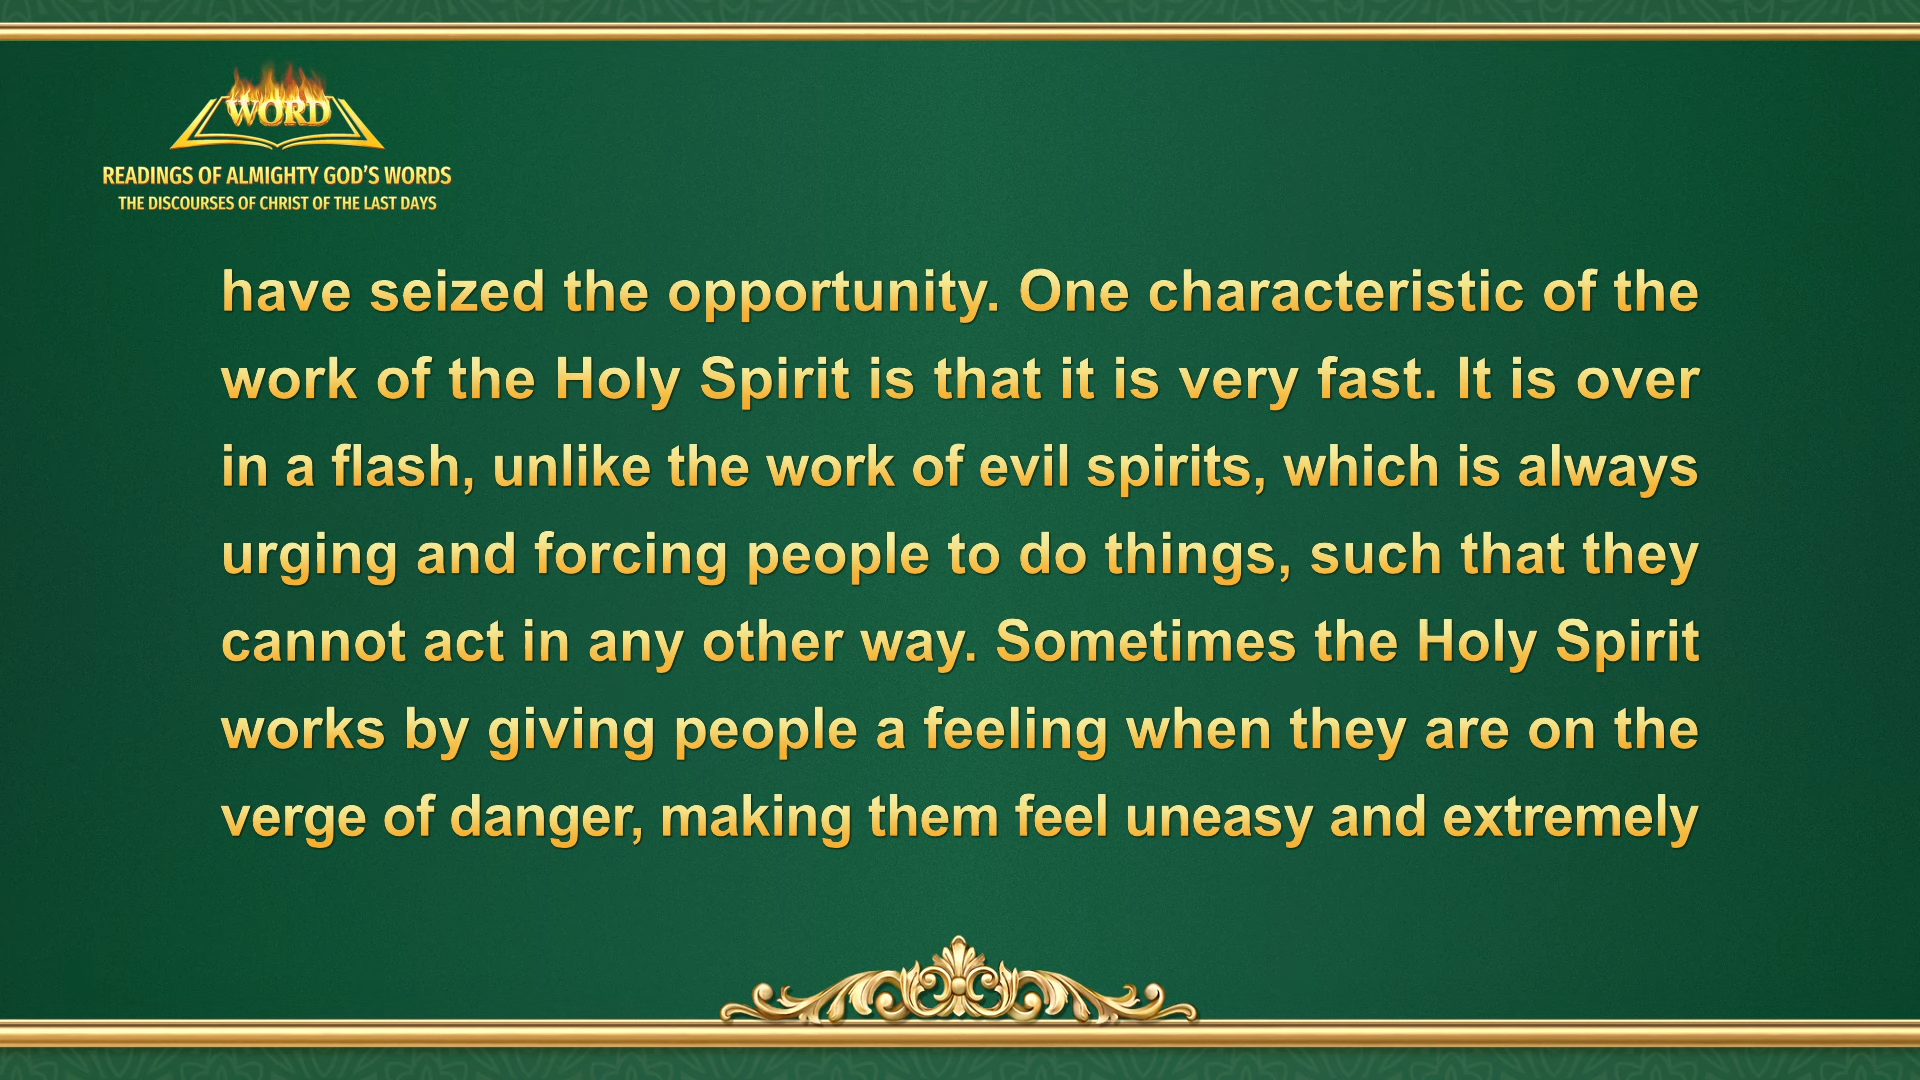 WORD
READINGS OF ALMIGHTY GOD'S WORDS
THE DISCOURSES OF CHRIST OF THE LAST DAYS
have seized the opportunity. One characteristic of the
work of the Holy Spirit is that it is very fast. It is over
in a flash, unlike the work of evil spirits, which is always
urging and forcing people to do things, such that they
cannot act in any other way. Sometimes the Holy Spirit
works by giving people a feeling when they are on the
verge of danger, making them feel uneasy and extremely